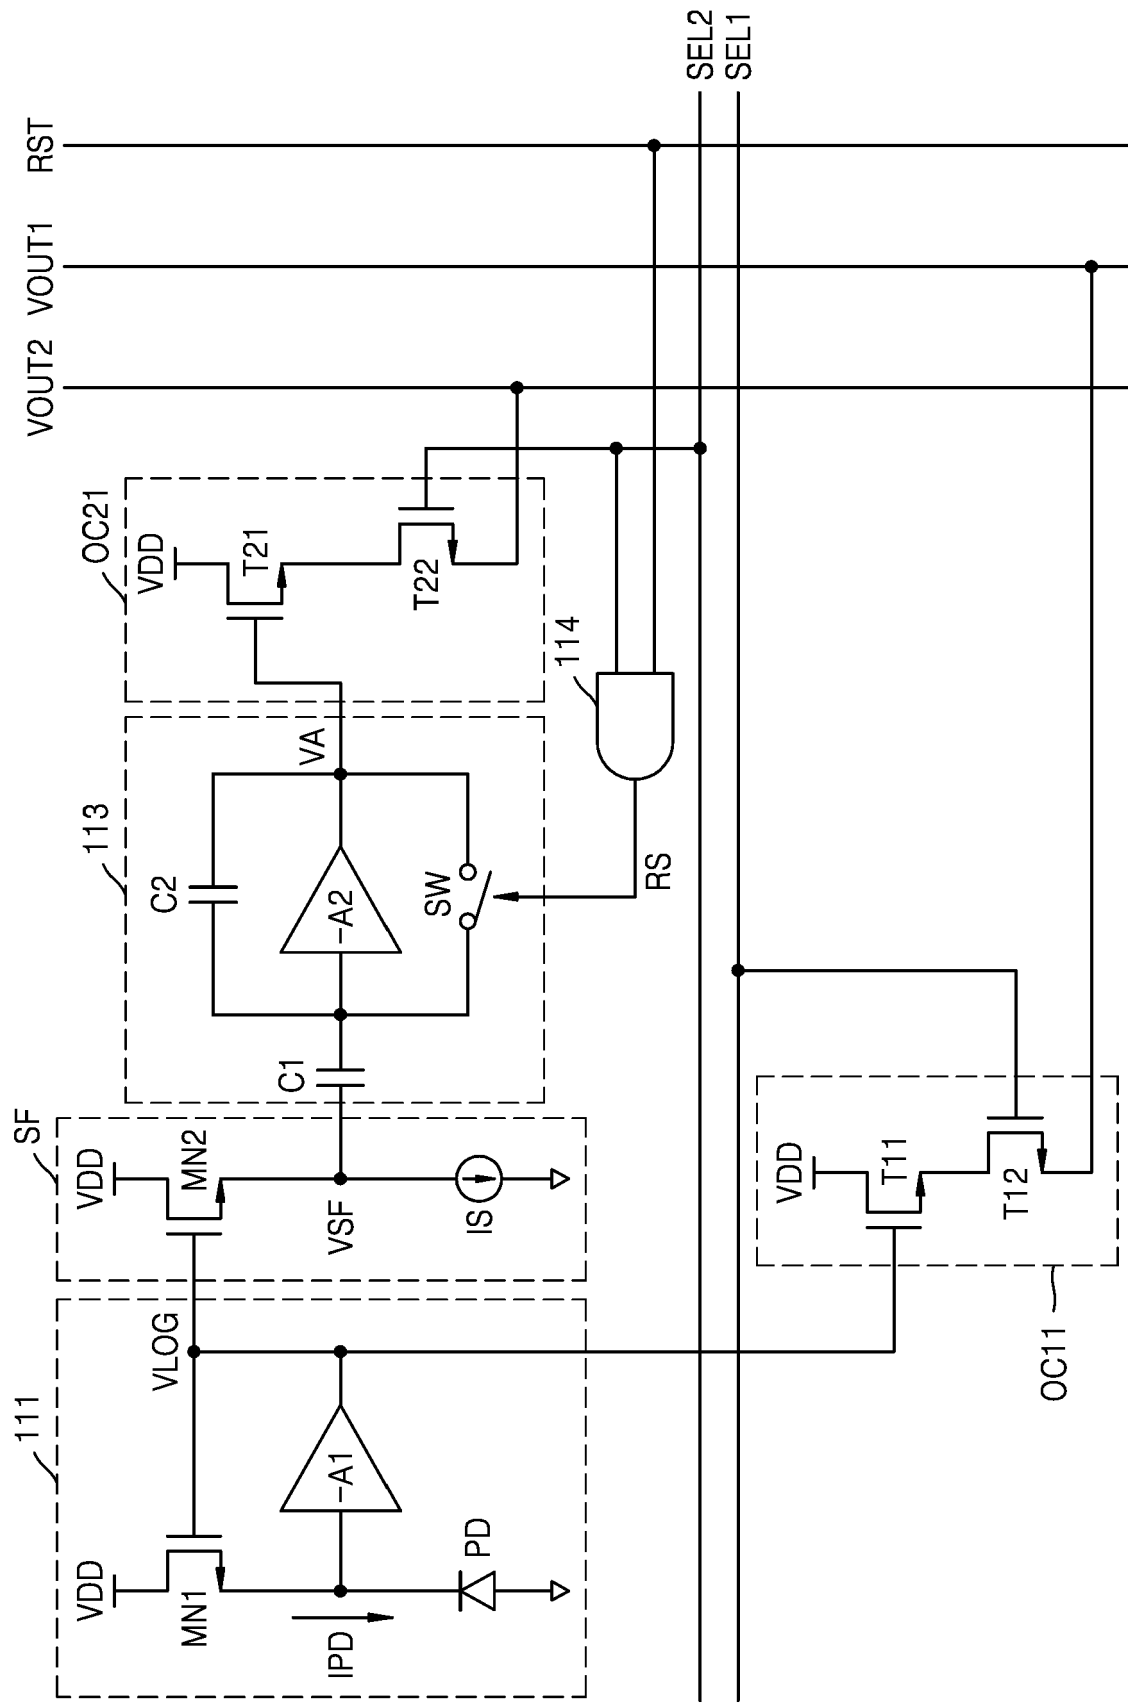 111
VDD
MN1
IPD
PD
-A1
VLOG
SF
VDD
MN2
VSF
IS
113
C1
C2
-A2
SW
VA
OC21
VDD
T21
T22
114
RS
VOUT2
VOUT1
RST
SEL2
SEL1
VDD
T11
T12
OC11